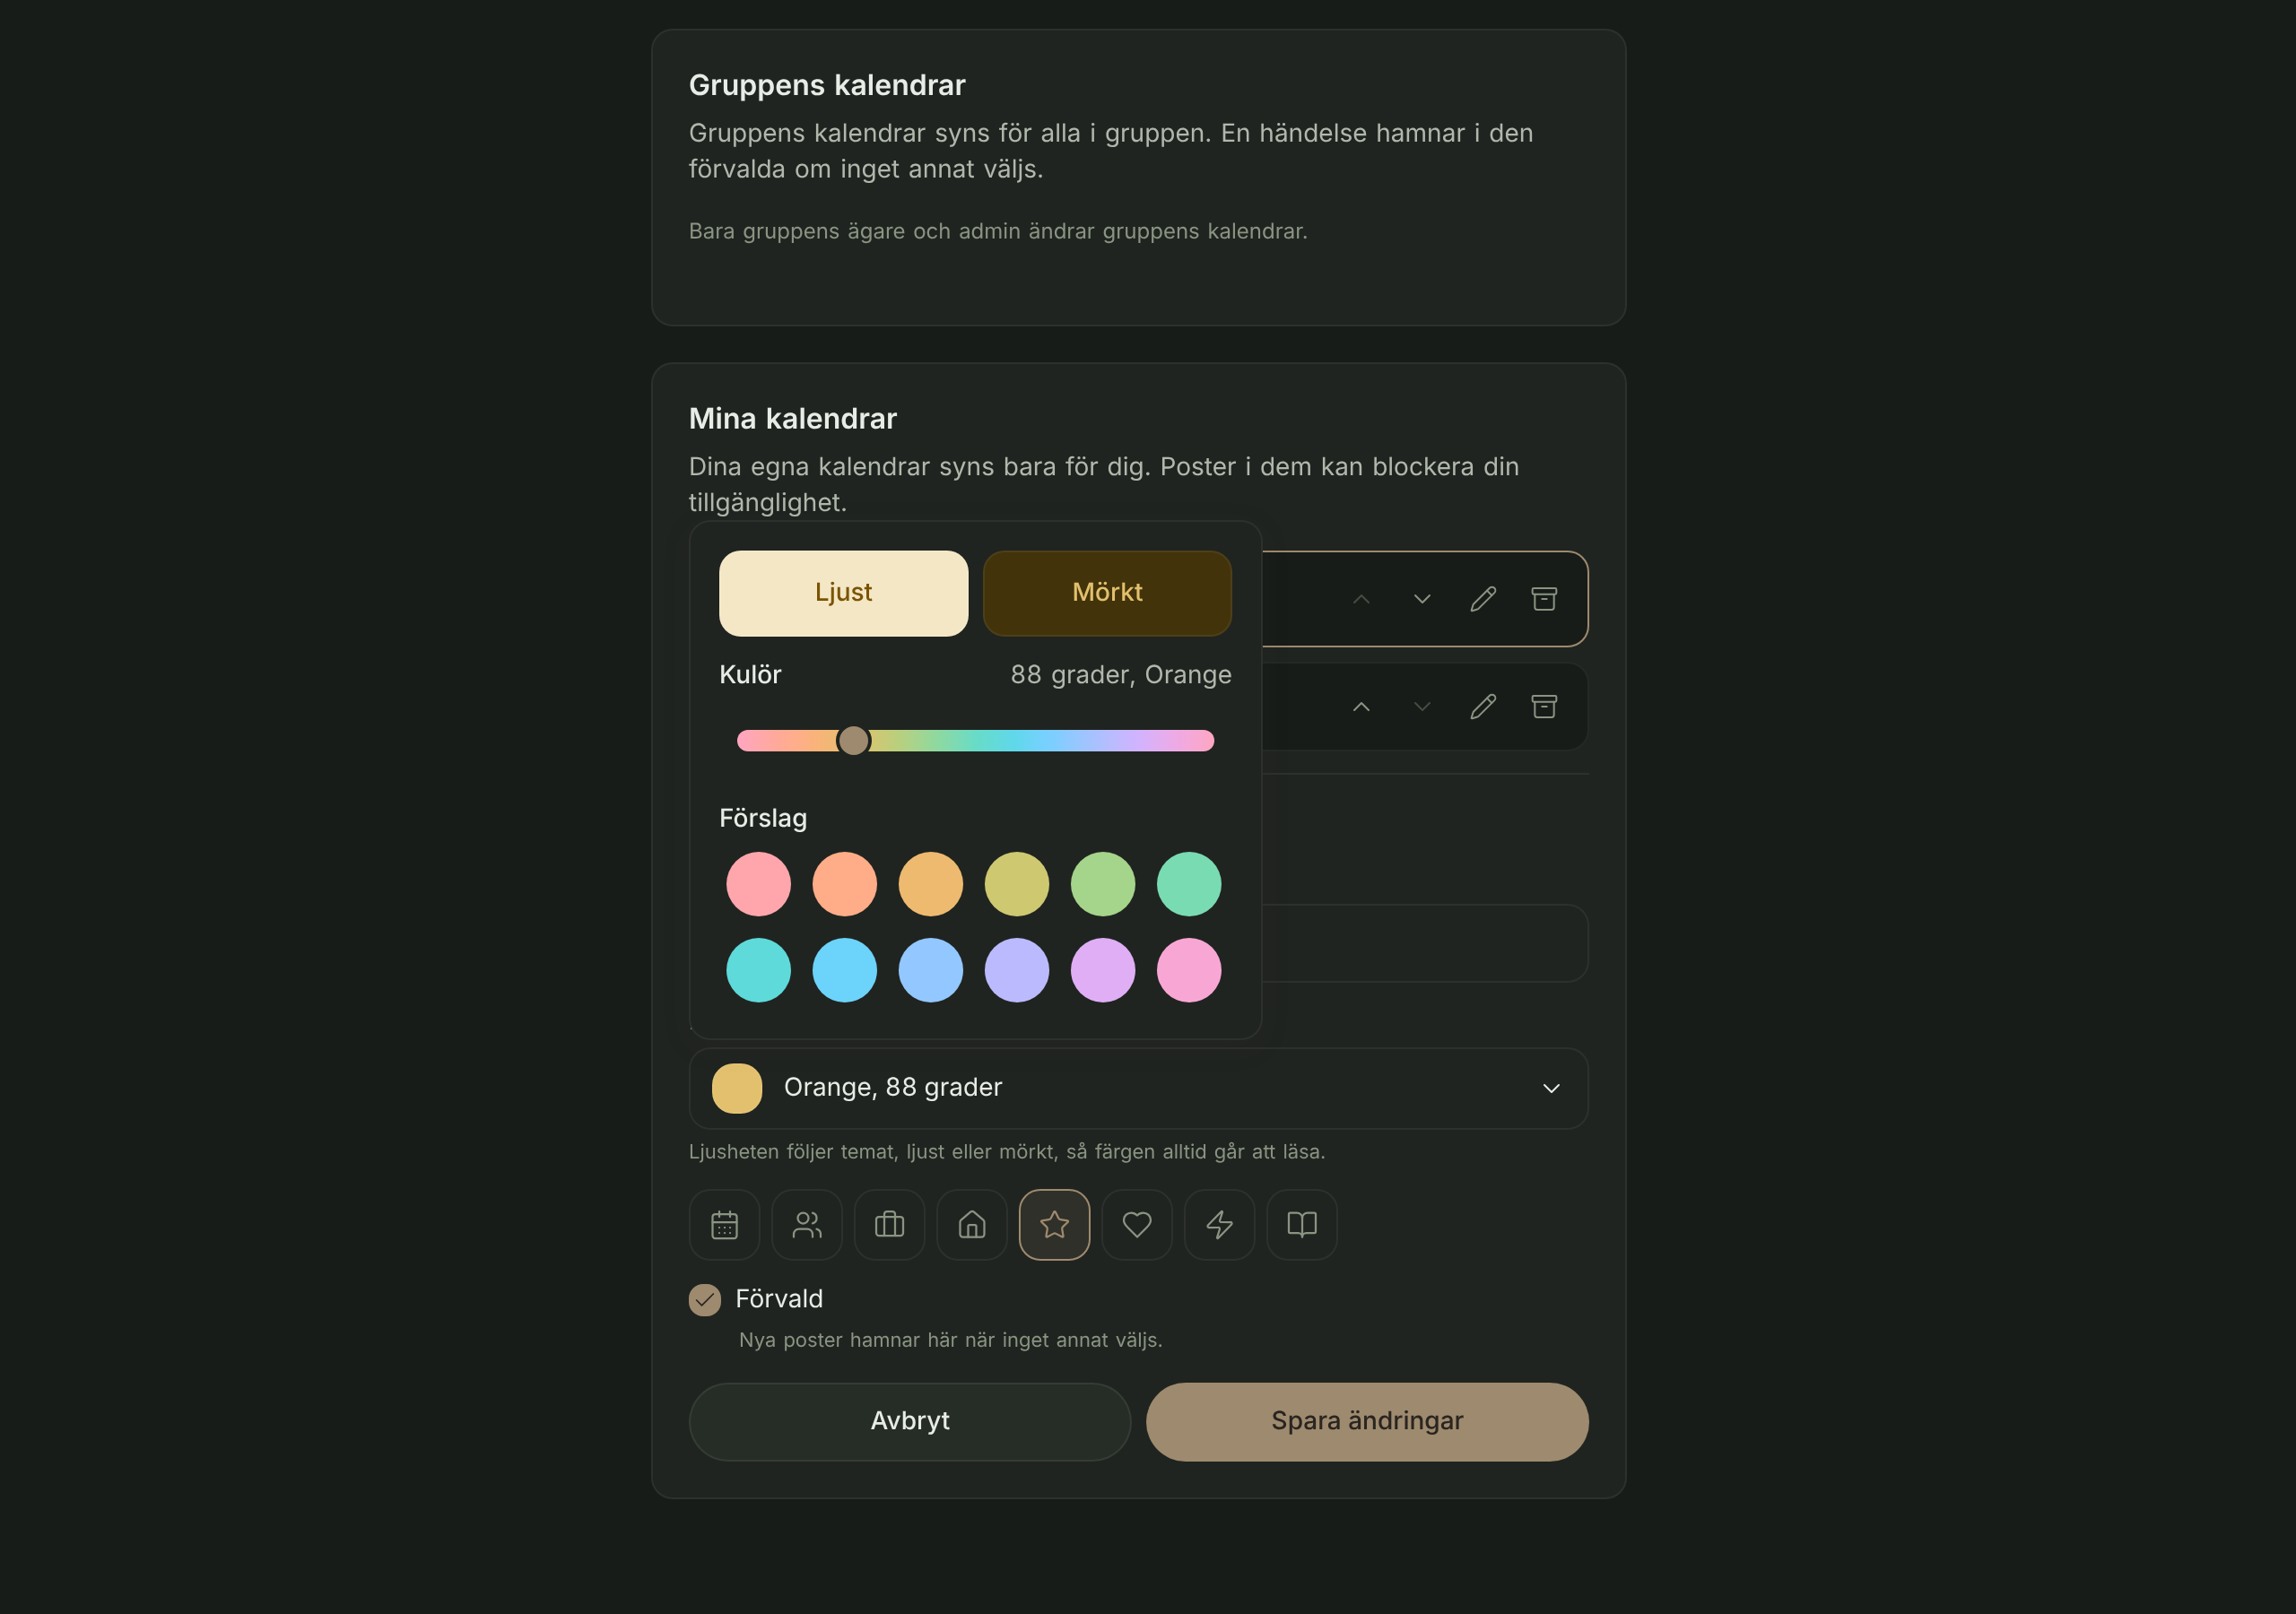 Gruppens kalendrar
Gruppens kalendrar syns för alla i gruppen. En händelse hamnar i den
förvalda om inget annat väljs.
Bara gruppens ägare och admin ändrar gruppens kalendrar.
Mina kalendrar
Dina egna kalendrar syns bara för dig. Poster i dem kan blockera din
tillgänglighet.
Ljust
Mörkt
Kulör
88 grader, Orange
Förslag
Orange, 88 grader
Ljusheten följer temat, ljust eller mörkt, så färgen alltid går att läsa.
Förvald
Nya poster hamnar här när inget annat väljs.
Avbryt
Spara ändringar